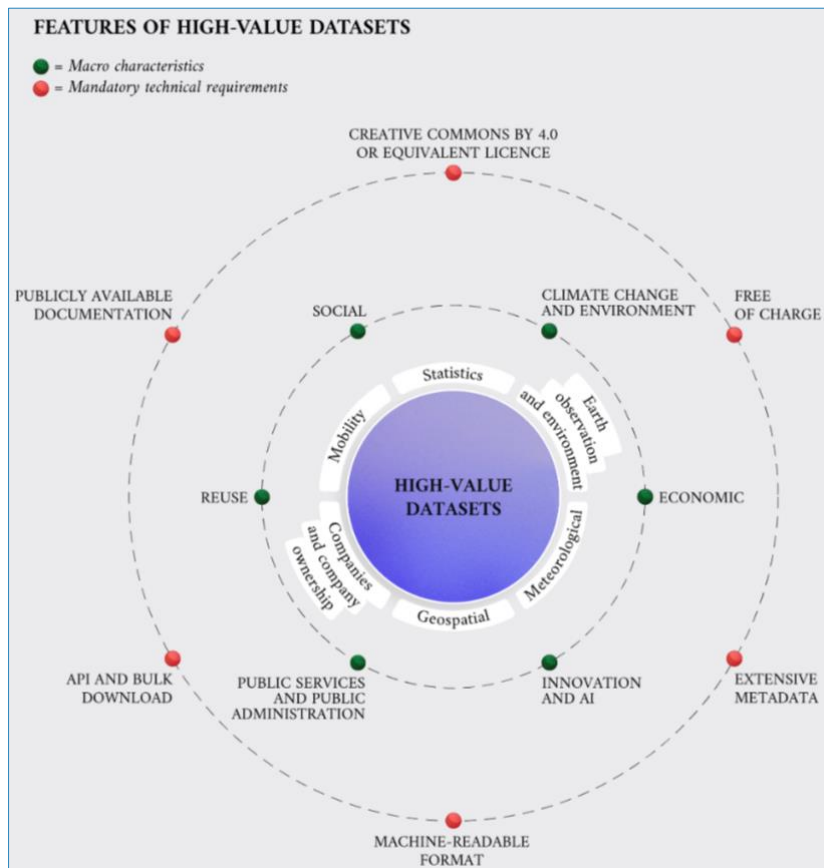 FEATURES OF HIGH-VALUE DATASETS
= Macro characteristics
= Mandatory technical requirements
CREATIVE COMMONS BY 4.0
OR EQUIVALENT LICENCE
PUBLICLY AVAILABLE
DOCUMENTATION
SOCIAL
CLIMATE CHANGE
AND ENVIRONMENT
FREE
OF CHARGE
Statistics
Mobility
Earth
observation
and environment
REUSE
HIGH-VALUE
DATASETS
ECONOMIC
Companies
and company
ownership
Meteorological
Geospatial
API AND BULK
DOWNLOAD
PUBLIC SERVICES
AND PUBLIC
ADMINISTRATION
INNOVATION
AND AI
EXTENSIVE
METADATA
MACHINE-READABLE
FORMAT